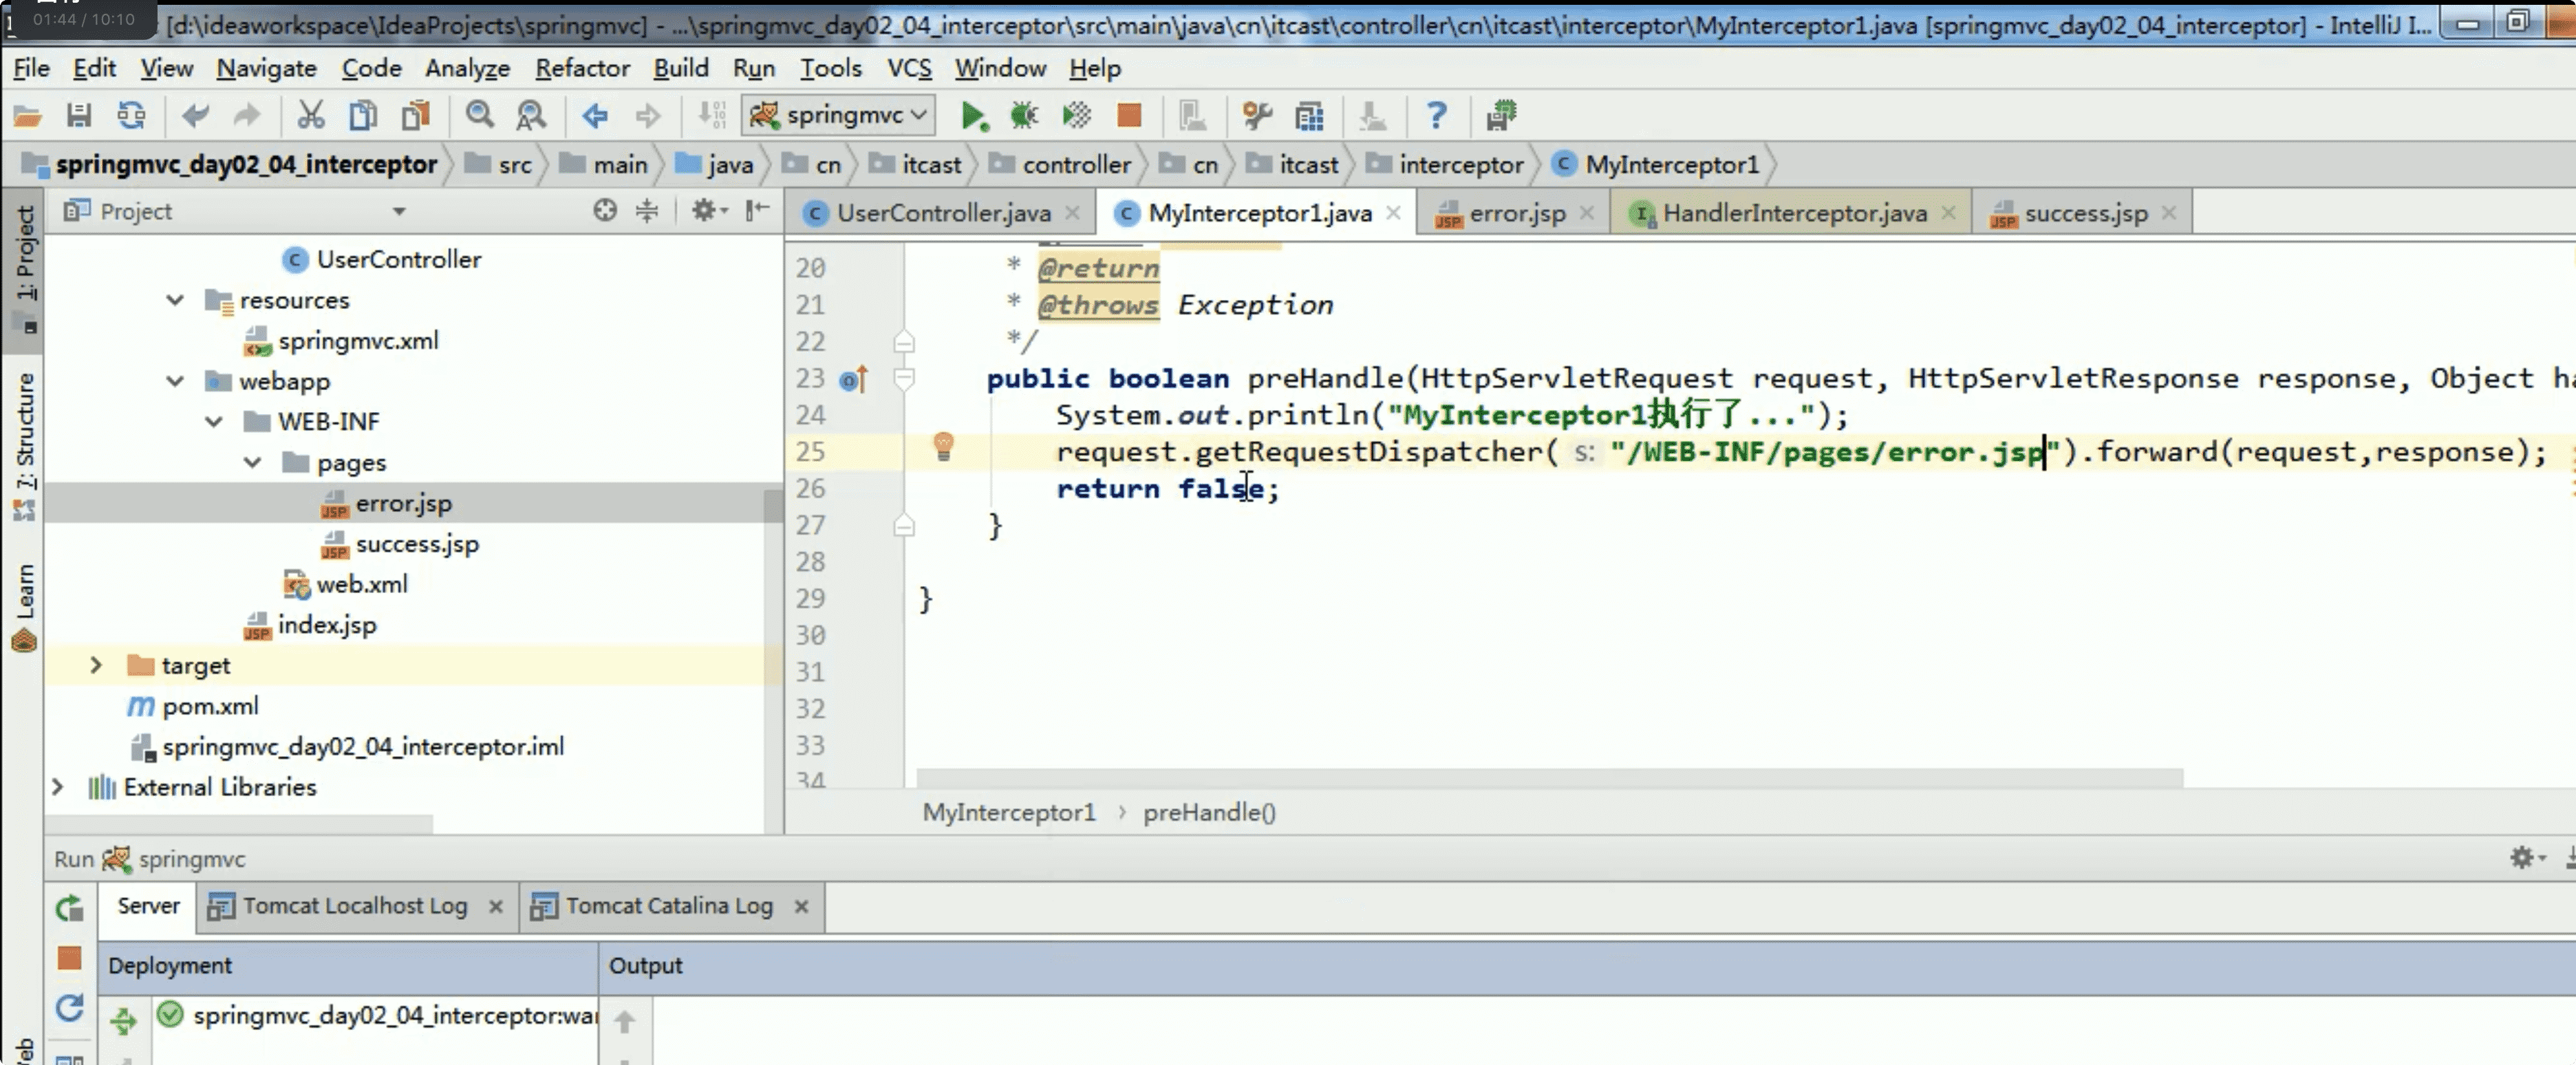 01:44 / 10:10
[d:\ideaworkspace\IdeaProjects\springmvc] - ...\springmvc_day02_04_interceptor\src\main\java\cn\itcast\controller\cn\itcast\interceptor\MyInterceptor1.java [springmvc_day02_04_interceptor] - IntelliJ I...
File Edit View Navigate Code Analyze Refactor Build Run Tools VCS Window Help
springmvc
springmvc_day02_04_interceptor src main java cn itcast controller cn itcast interceptor MyInterceptor1
Project
UserController.java MyInterceptor1.java error.jsp HandlerInterceptor.java success.jsp
1: Project
7: Structure
Learn
UserController
resources
springmvc.xml
webapp
WEB-INF
pages
error.jsp
success.jsp
web.xml
index.jsp
target
pom.xml
springmvc_day02_04_interceptor.iml
External Libraries
20 * @return
21 * @throws Exception
22 */
23 public boolean preHandle(HttpServletRequest request, HttpServletResponse response, Object ha
24 System.out.println("MyInterceptor1执行了...");
25 request.getRequestDispatcher( s: "/WEB-INF/pages/error.jsp").forward(request,response);
26 return false;
27 }
28
29 }
30
31
32
33
34
MyInterceptor1 › preHandle()
Run springmvc
Server Tomcat Localhost Log Tomcat Catalina Log
Deployment Output
springmvc_day02_04_interceptor:wa